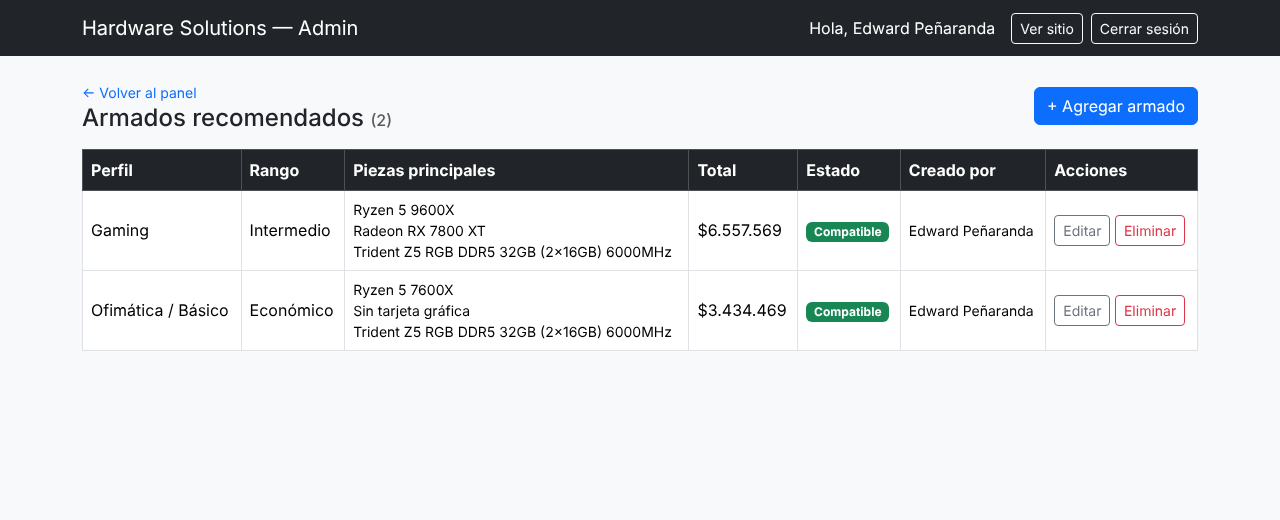 Hardware Solutions — Admin
Hola, Edward Peñaranda
Ver sitio
Cerrar sesión
← Volver al panel
Armados recomendados (2)
+ Agregar armado
Perfil Rango Piezas principales Total Estado Creado por Acciones
Ryzen 5 9600X
Gaming Intermedio Radeon RX 7800 XT $6.557.569 Compatible Edward Peñaranda Editar Eliminar
Trident Z5 RGB DDR5 32GB (2×16GB) 6000MHz
Ryzen 5 7600X
Ofimática / Básico Económico Sin tarjeta gráfica $3.434.469 Compatible Edward Peñaranda Editar Eliminar
Trident Z5 RGB DDR5 32GB (2×16GB) 6000MHz